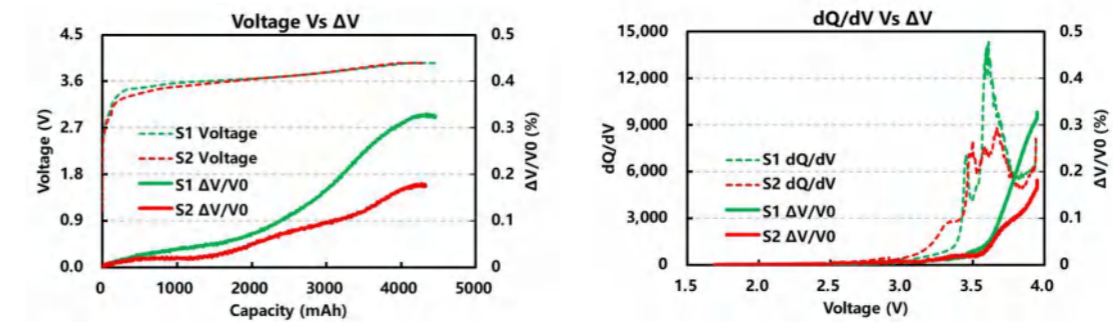 Voltage Vs ΔV
4.5
3.6
2.7
1.8
0.9
0.0
Voltage (V)
0.5
0.4
0.3
0.2
0.1
0
ΔV/V0 (%)
S1 Voltage
S2 Voltage
S1 ΔV/V0
S2 ΔV/V0
0 1000 2000 3000 4000 5000
Capacity (mAh)
dQ/dV Vs ΔV
15,000
12,000
9,000
6,000
3,000
0
dQ/dV
0.5
0.4
0.3
0.2
0.1
0
ΔV/V0 (%)
S1 dQ/dV
S2 dQ/dV
S1 ΔV/V0
S2 ΔV/V0
1.5 2.0 2.5 3.0 3.5 4.0
Voltage (V)